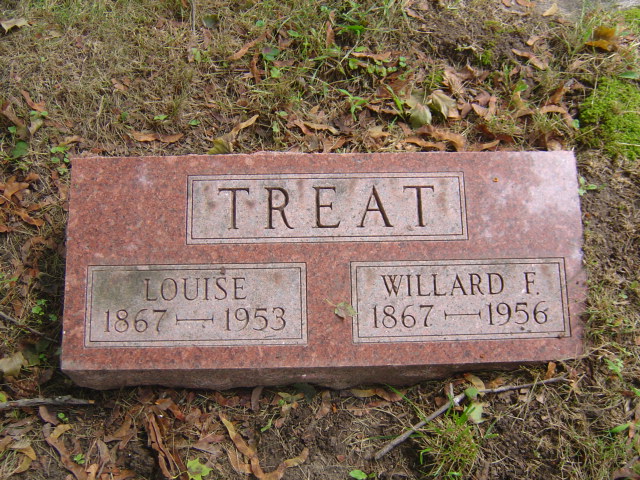 TREAT
LOUISE
1867 — 1953
WILLARD F.
1867 — 1956